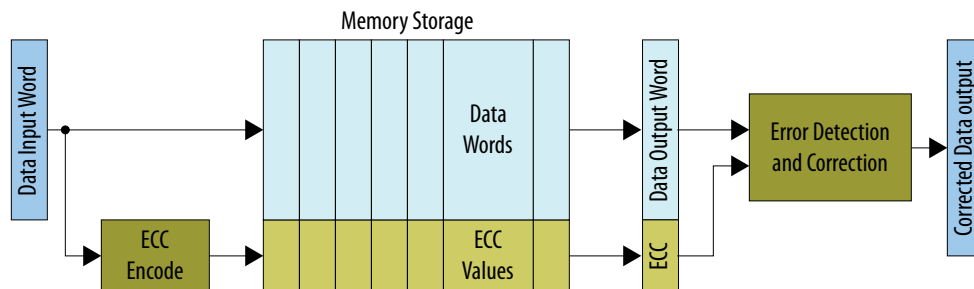 Memory Storage
Data Input Word
Data
Words
Data Output Word
Error Detection
and Correction
Corrected Data output
ECC
Encode
ECC
Values
ECC